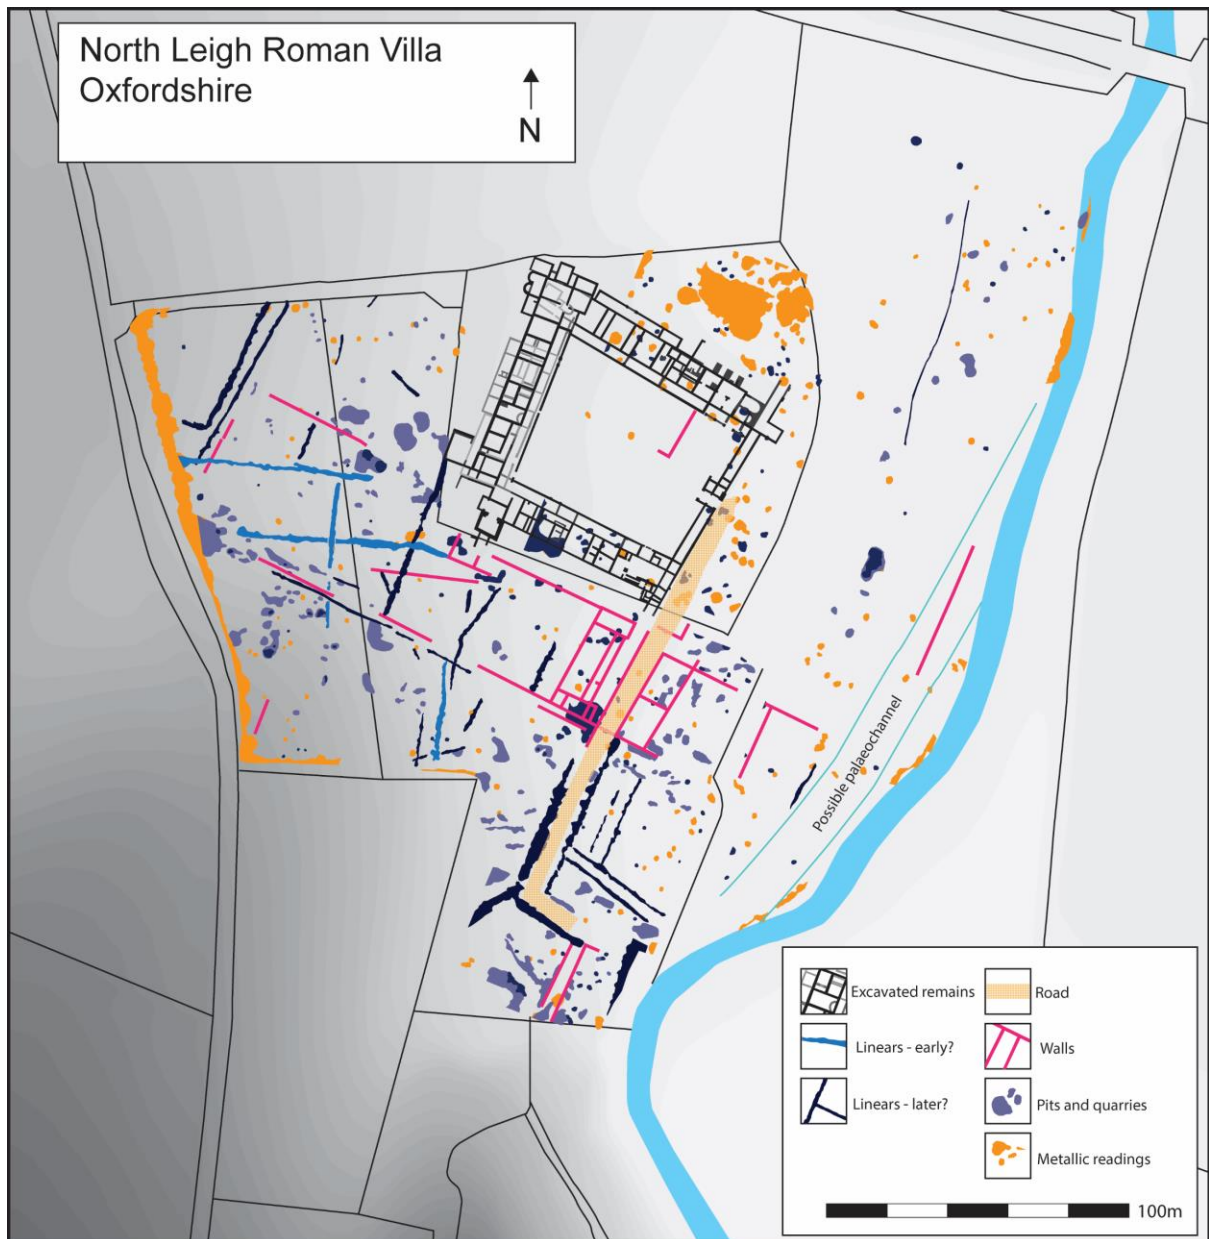 North Leigh Roman Villa
Oxfordshire
N
Possible palaeochannel
Excavated remains
Road
Linears - early?
Walls
Linears - later?
Pits and quarries
Metallic readings
100m